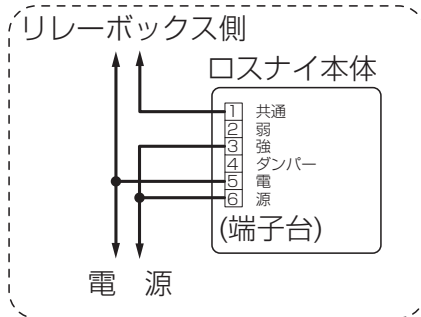 リレーボックス側
ロスナイ本体
1 共通
2 弱
3 強
4 ダンパー
5 電
6 源
(端子台)
電 源